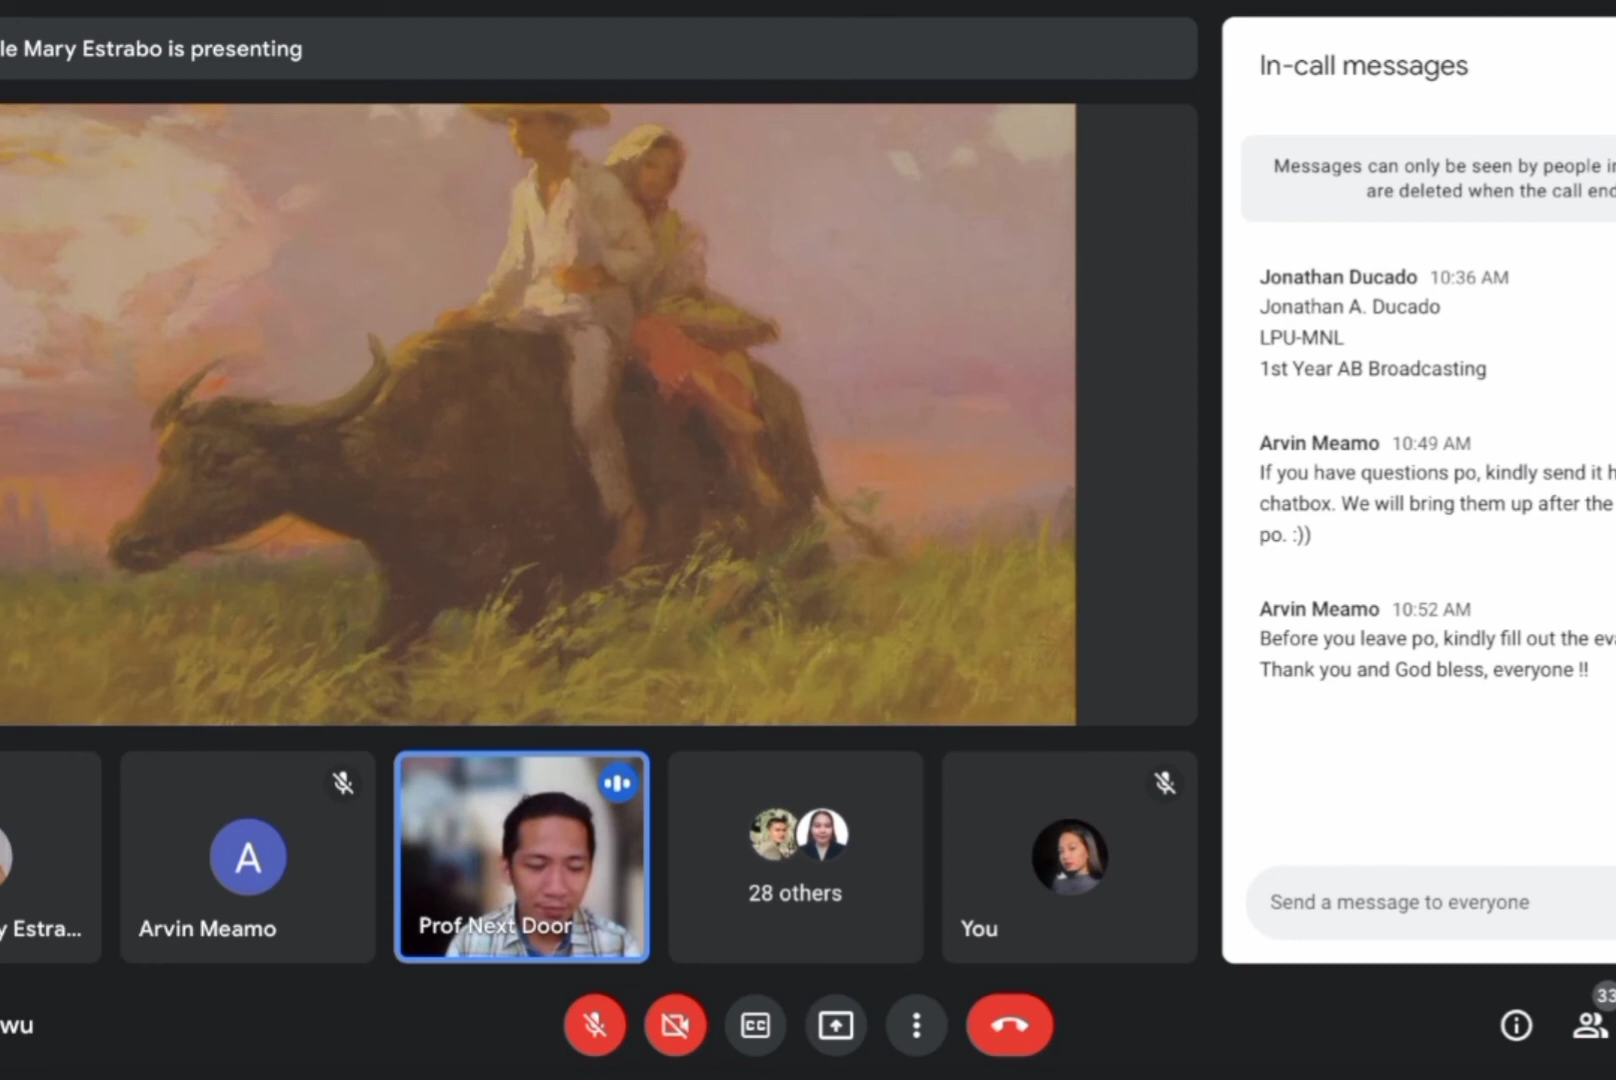 le Mary Estrabo is presenting
In-call messages
Messages can only be seen by people in
are deleted when the call end
Jonathan Ducado 10:36 AM
Jonathan A. Ducado
LPU-MNL
1st Year AB Broadcasting
Arvin Meamo 10:49 AM
If you have questions po, kindly send it h
chatbox. We will bring them up after the
po. :))
Arvin Meamo 10:52 AM
Before you leave po, kindly fill out the eva
Thank you and God bless, everyone !!
y Estra...
A
Arvin Meamo
Prof Next Door
28 others
You
Send a message to everyone
wu
CC
33